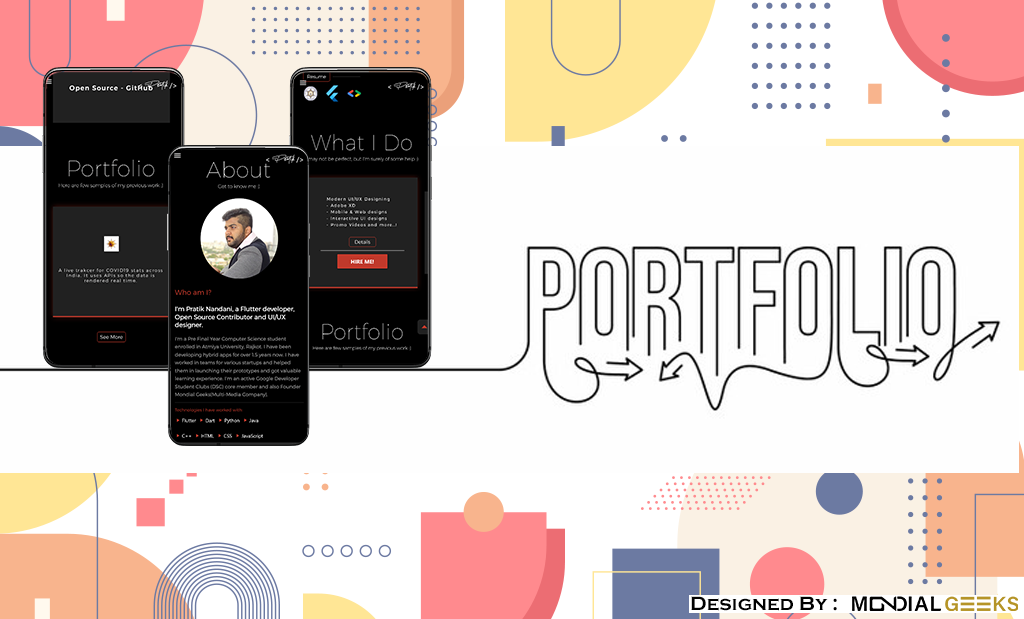 Open Source - GitHub
Pratik />
Portfolio
Here are few samples of my previous work :)
A live trakcer for COVID19 stats across
India. It uses APIs so the data is
rendered real time.
See More
< Pratik />
About
Get to know me :)
Who am I?
I'm Pratik Nandani, a Flutter developer,
Open Source Contributor and UI/UX
designer.
I'm a Pre Final Year Computer Science student
enrolled in Atmiya University, Rajkot. I have been
developing hybrid apps for over 1.5 years now. I have
worked in teams for various startups and helped
them in launching their prototypes and got valuable
learning experience. I'm an active Google Developer
Student Clubs (DSC) core member and also Founder
Mondial Geeks(Multi-Media Company).
Technologies I have worked with:
Flutter Dart Python Java
C++ HTML CSS JavaScript
Resume
< Pratik />
What I Do
may not be perfect, but I'm surely of some help :)
Modern UI/UX Designing
- Adobe XD
- Mobile & Web designs
- Interactive UI designs
- Promo Videos and more..!
Details
HIRE ME!
Portfolio
Here are few samples of my previous work :)
PORTFOLIO
DESIGNED BY : MONDIAL GEEKS